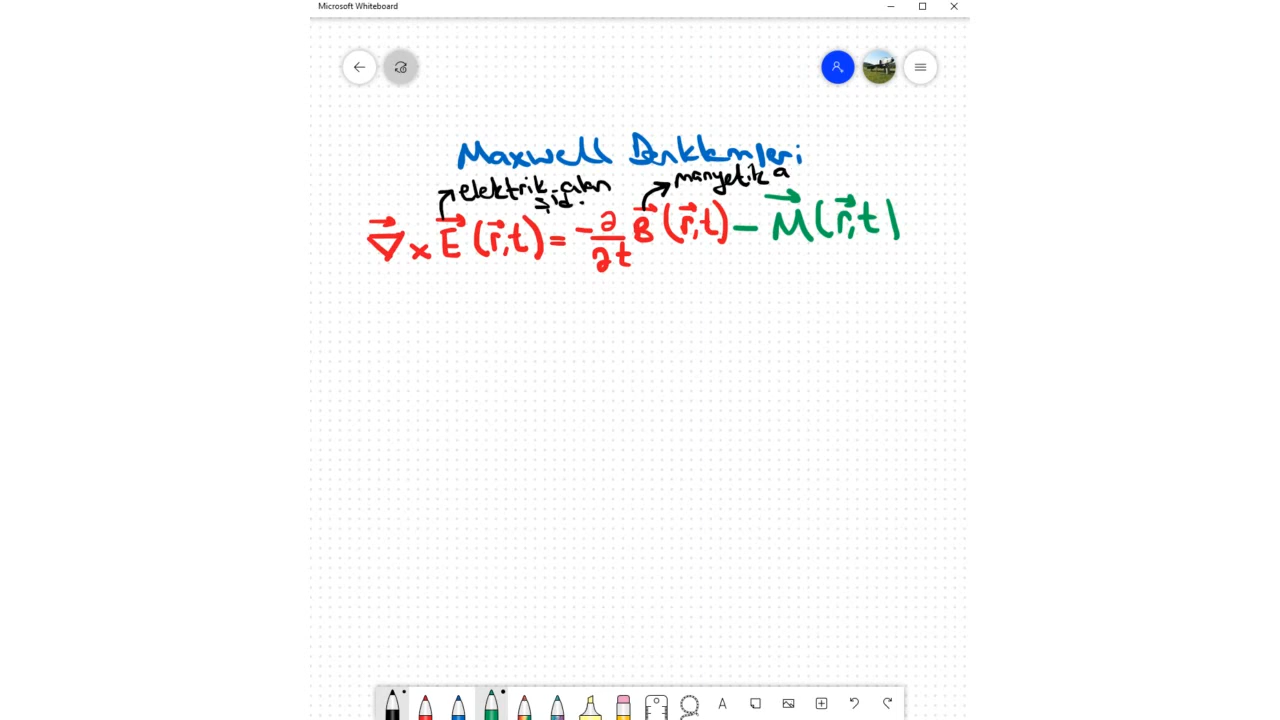 Microsoft Whiteboard
Maxwell Denklemleri
elektrik alan
şid.
manyetik a
∇⃗ x E⃗ (r⃗,t) = -∂/∂t B⃗ (r⃗,t) - M⃗ (r⃗,t)
A